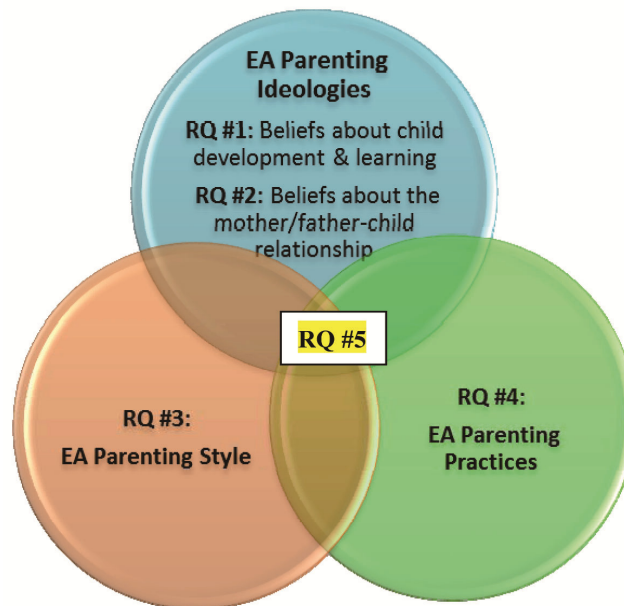 EA Parenting
Ideologies
RQ #1: Beliefs about child
development & learning
RQ #2: Beliefs about the
mother/father-child
relationship
RQ #5
RQ #3:
EA Parenting Style
RQ #4:
EA Parenting
Practices